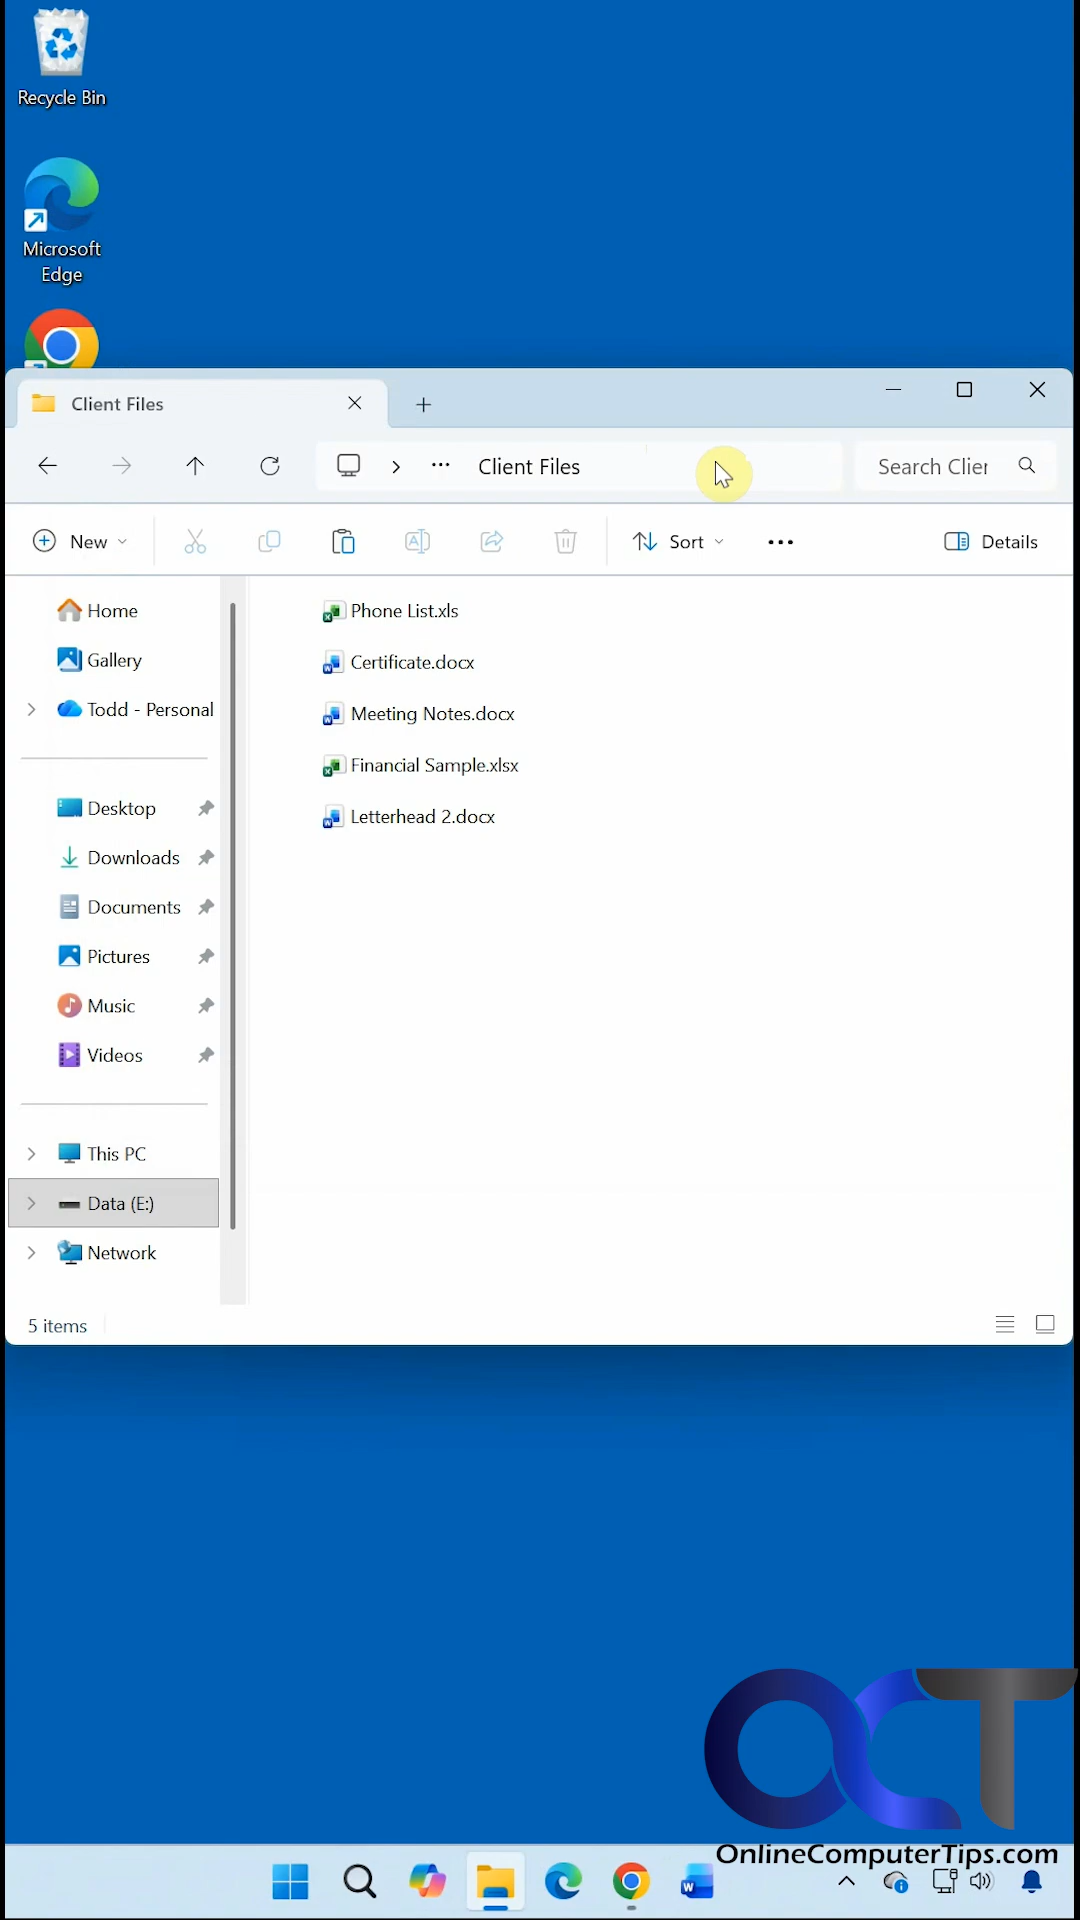 Recycle Bin
Microsoft
Edge
Client Files
Client Files
Search Clier
New
Sort
Details
Home
Gallery
Todd - Personal
Desktop
Downloads
Documents
Pictures
Music
Videos
This PC
Data (E:)
Network
Phone List.xls
Certificate.docx
Meeting Notes.docx
Financial Sample.xlsx
Letterhead 2.docx
5 items
OCT
OnlineComputerTips.com